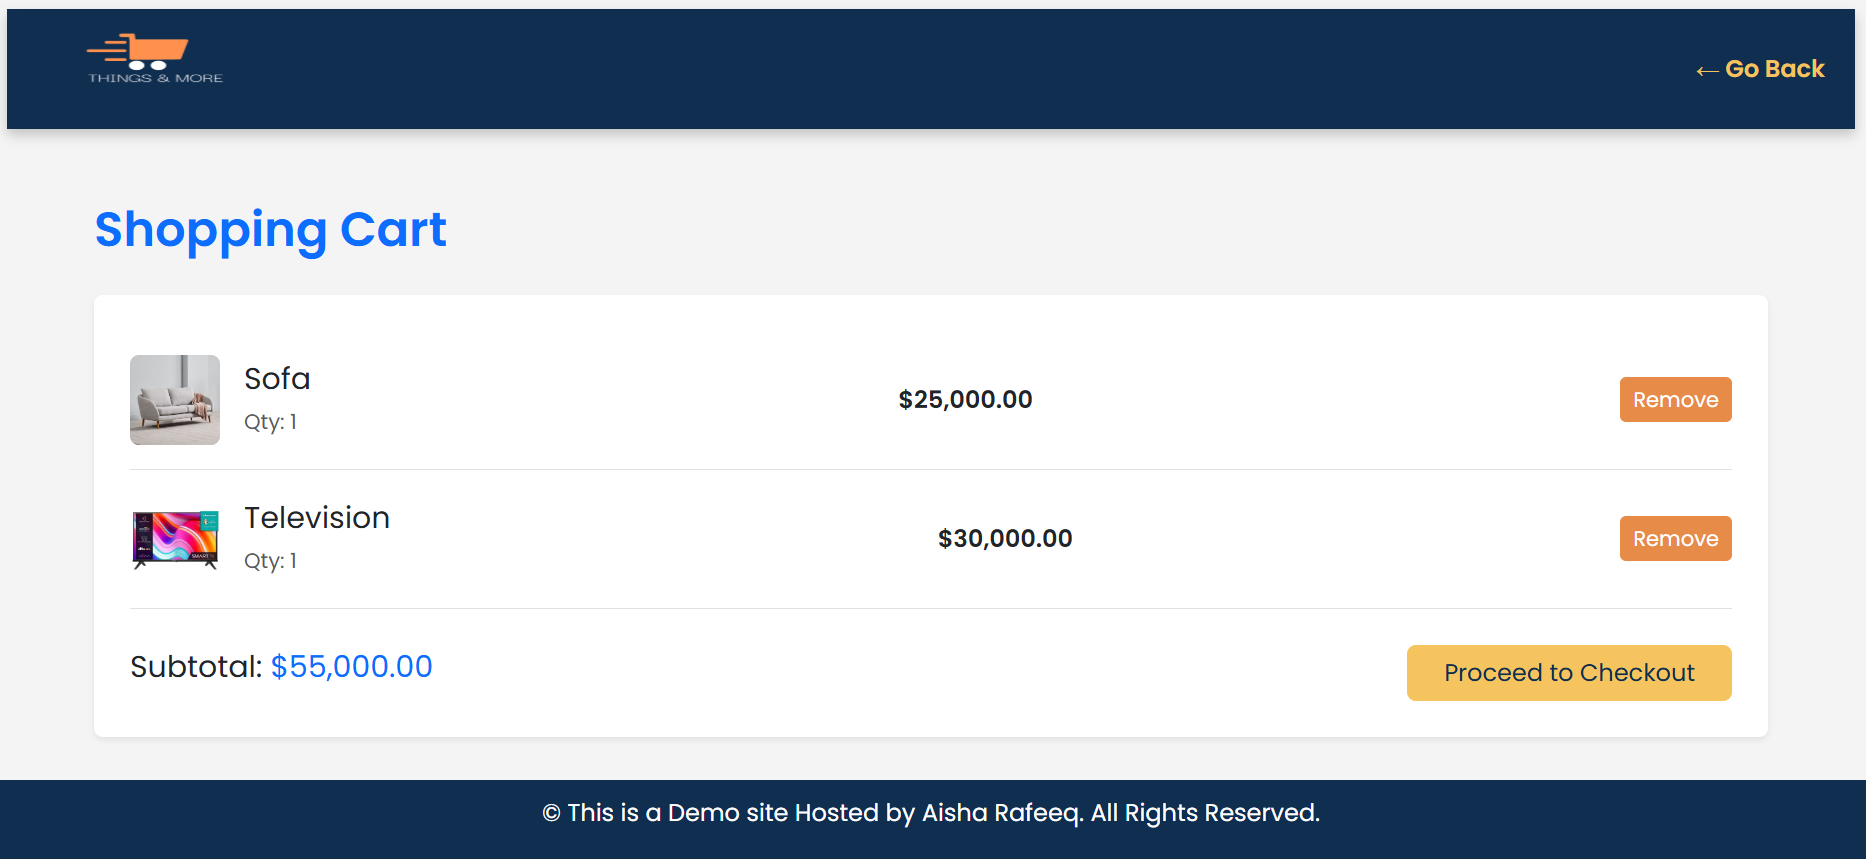 THINGS & MORE
← Go Back
Shopping Cart
Sofa
Qty: 1
$25,000.00
Remove
Television
Qty: 1
$30,000.00
Remove
SMART TV
Subtotal: $55,000.00
Proceed to Checkout
© This is a Demo site Hosted by Aisha Rafeeq. All Rights Reserved.